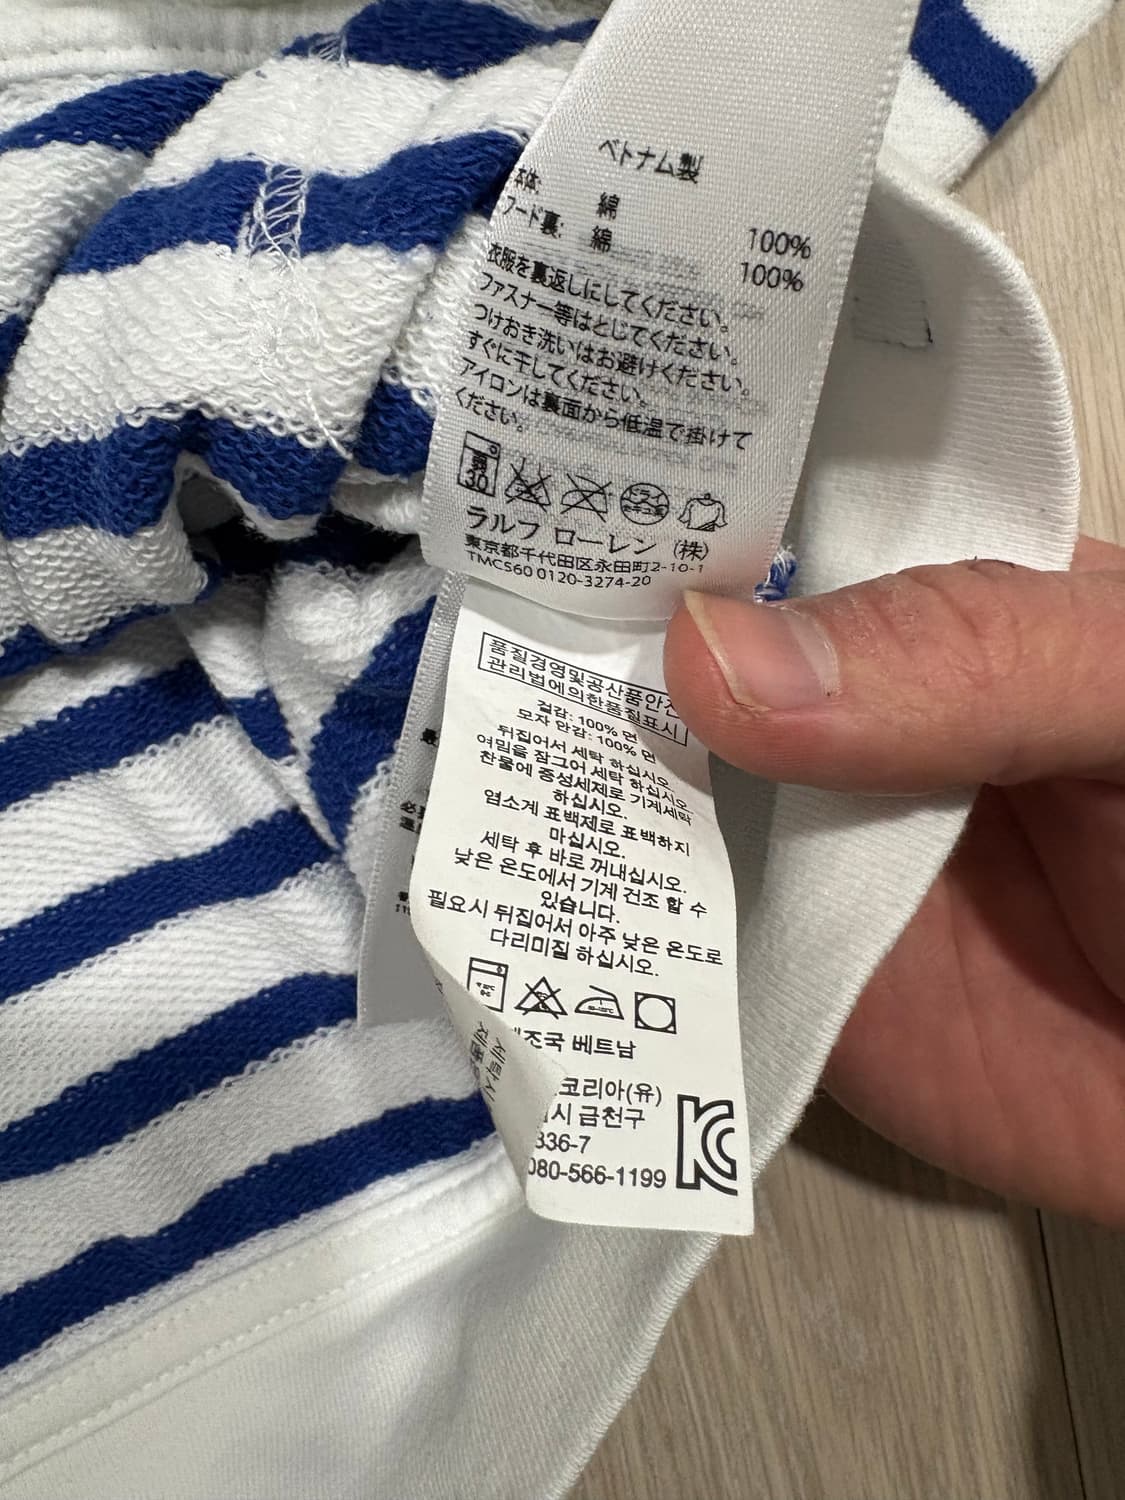 ベトナム製
本体: 綿 100%
フード裏: 綿 100%
衣服を裏返しにしてください。
ファスナー等はとじてください。
つけおき洗いはお避けください。
すぐに干してください。
アイロンは裏面から低温で掛けて
ください。
弱
30
ドライ
ラルフ ローレン (株)
東京都千代田区永田町2-10-1
TMCS60 0120-3274-20
품질경영및공산품안전
관리법에의한품질표시
겉감: 100% 면
모자 안감: 100% 면
뒤집어서 세탁 하십시오.
여밈을 잠그어 세탁 하십시오.
찬물에 중성세제로 기계세탁
하십시오.
염소계 표백제로 표백하지
마십시오.
세탁 후 바로 꺼내십시오.
낮은 온도에서 기계 건조 할 수
있습니다.
필요시 뒤집어서 아주 낮은 온도로
다리미질 하십시오.
제조국 베트남
코리아(유)
시 금천구
336-7
080-566-1199
KC